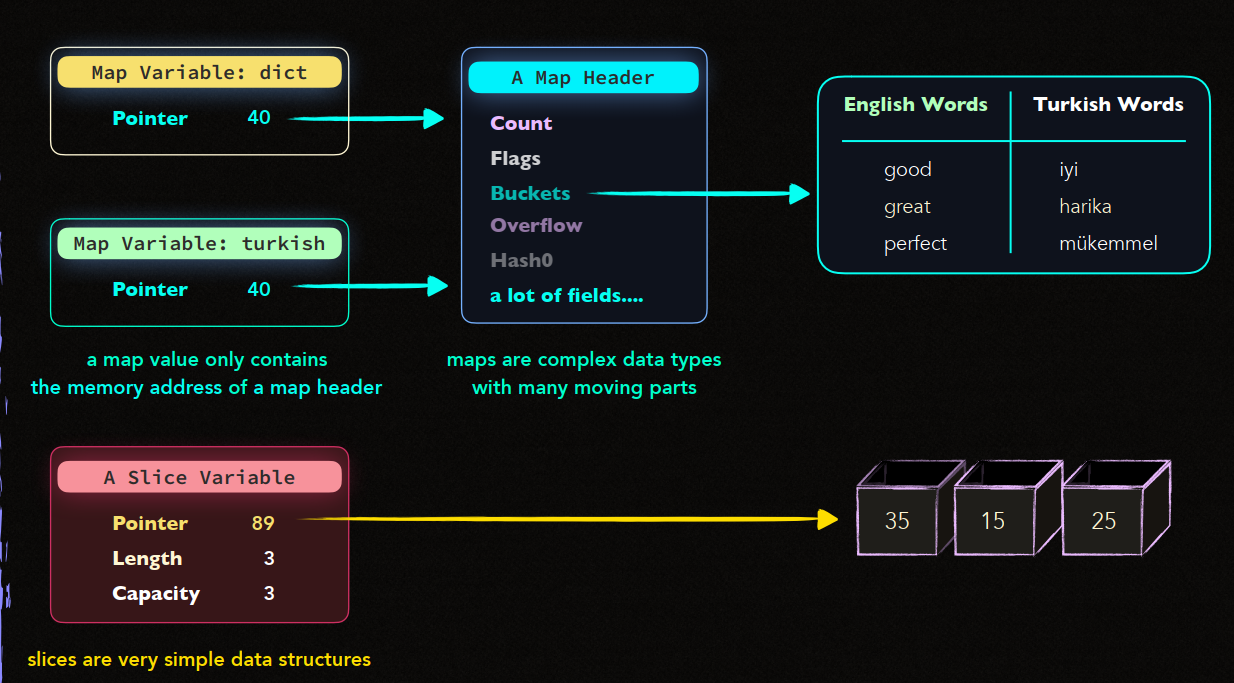 Map Variable: dict
Pointer 40
Map Variable: turkish
Pointer 40
a map value only contains
the memory address of a map header
A Map Header
Count
Flags
Buckets
Overflow
Hash0
a lot of fields....
maps are complex data types
with many moving parts
English Words Turkish Words
good iyi
great harika
perfect mükemmel
A Slice Variable
Pointer 89
Length 3
Capacity 3
slices are very simple data structures
35 15 25